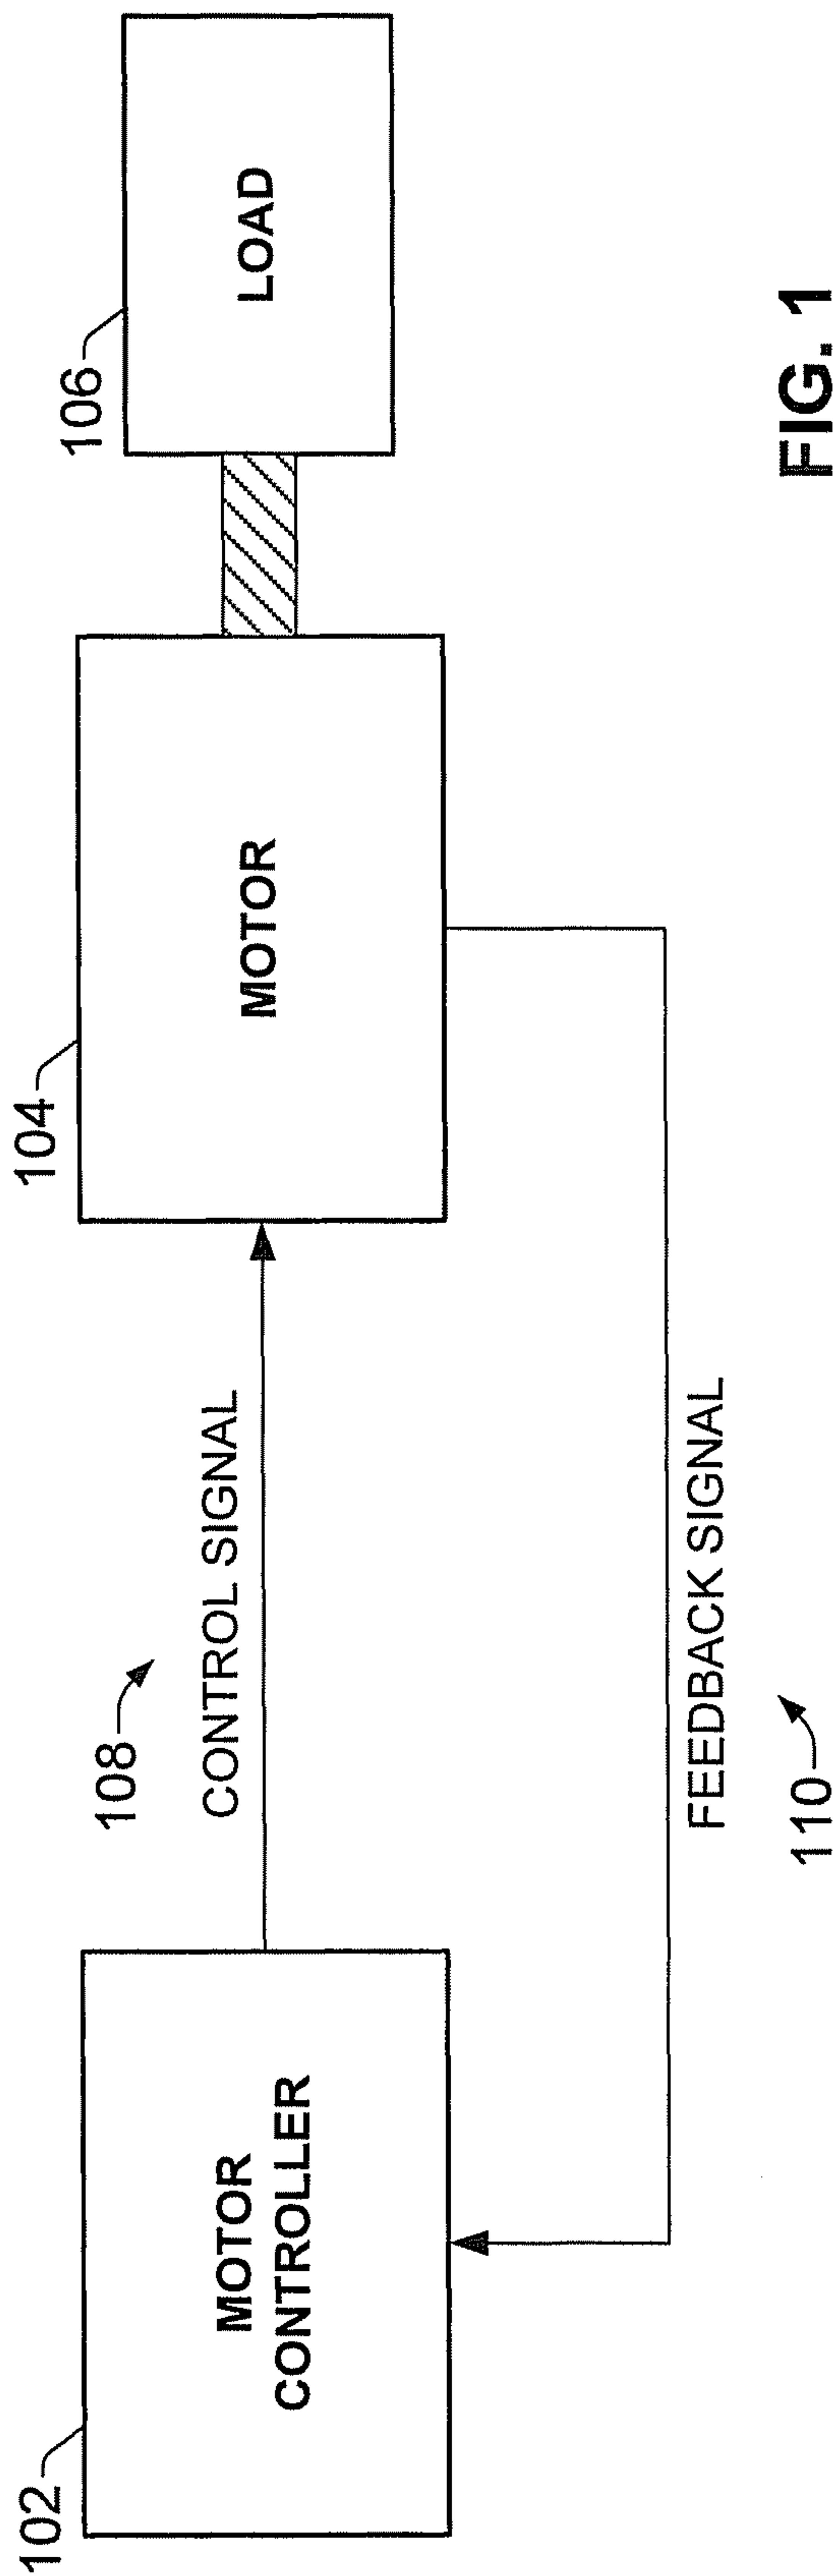 102
MOTOR
CONTROLLER
108
CONTROL SIGNAL
104
MOTOR
106
LOAD
FEEDBACK SIGNAL
110
FIG. 1